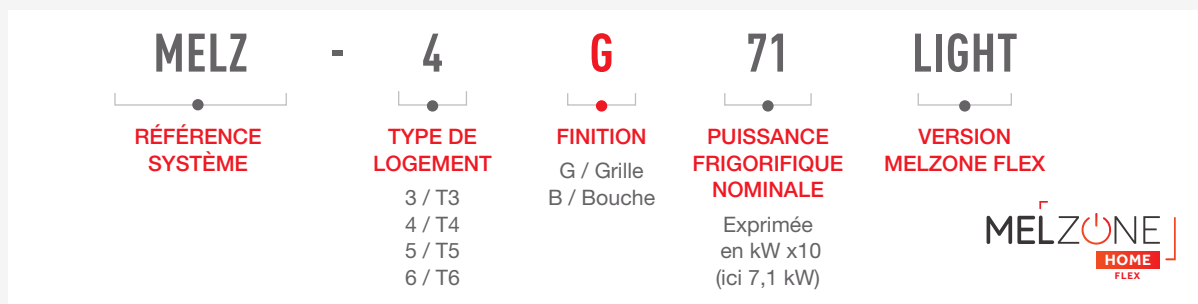 MELZ - 4 G 71 LIGHT
RÉFÉRENCE
SYSTÈME
TYPE DE
LOGEMENT
3 / T3
4 / T4
5 / T5
6 / T6
FINITION
G / Grille
B / Bouche
PUISSANCE
FRIGORIFIQUE
NOMINALE
Exprimée
en kW x10
(ici 7,1 kW)
VERSION
MELZONE FLEX
MELZONE
HOME
FLEX